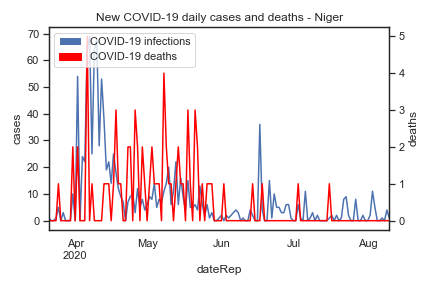 New COVID-19 daily cases and deaths - Niger
COVID-19 infections
COVID-19 deaths
70
60
50
40
30
20
10
0
cases
5
4
3
2
1
0
deaths
Apr
2020
May
Jun
Jul
Aug
dateRep